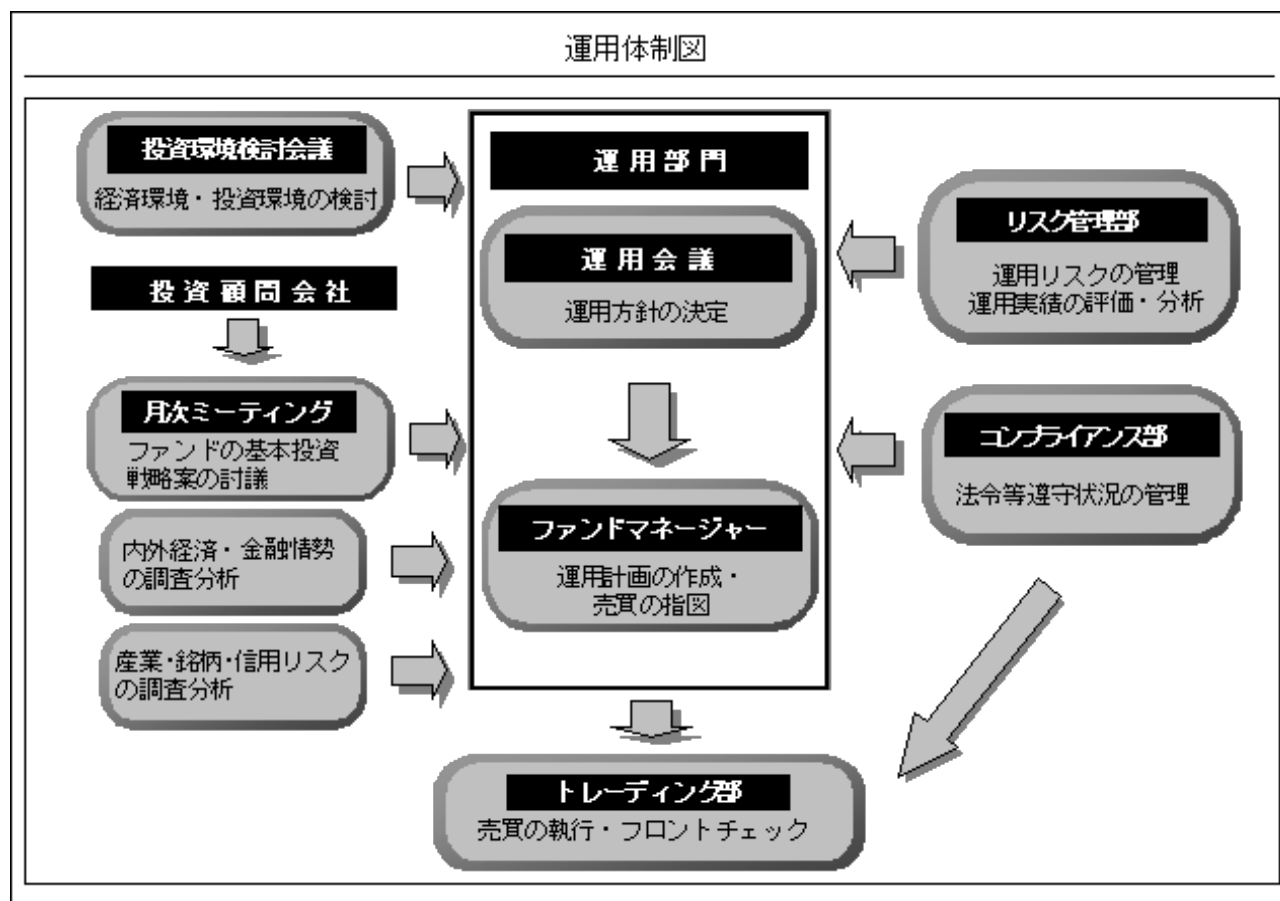 運用体制図
投資環境検討会議
経済環境・投資環境の検討
投資顧問会社
月次ミーティング
ファンドの基本投資
戦略案の討議
内外経済・金融情勢
の調査分析
産業・銘柄・信用リスク
の調査分析
運用部門
運用会議
運用方針の決定
ファンドマネージャー
運用計画の作成・
売買の指図
リスク管理部
運用リスクの管理
運用実績の評価・分析
コンプライアンス部
法令等遵守状況の管理
トレーディング部
売買の執行・フロントチェック